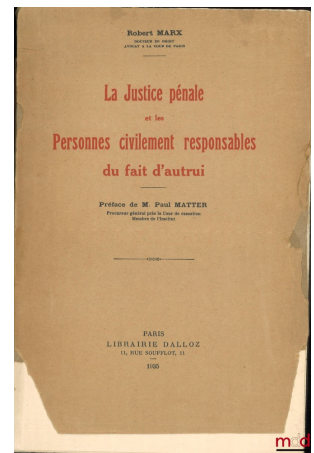 Robert MARX
DOCTEUR EN DROIT
AVOCAT A LA COUR DE PARIS
La Justice pénale
et les
Personnes civilement responsables
du fait d'autrui
Préface de M. Paul MATTER
Procureur général près la Cour de cassation
Membre de l'Institut
PARIS
LIBRAIRIE DALLOZ
11, RUE SOUFFLOT, 11
1935
mdd